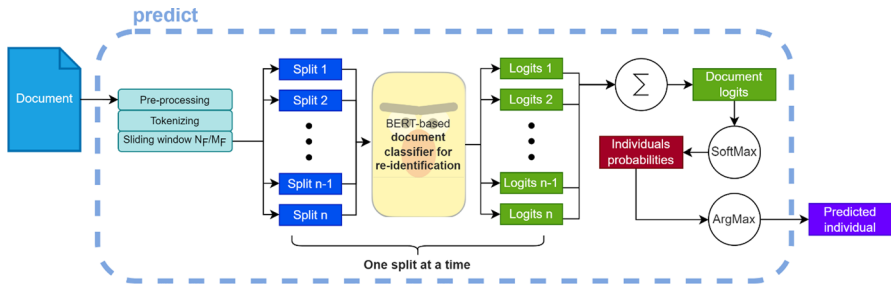 predict
Document
Pre-processing
Tokenizing
Sliding window NF/MF
Split 1
Split 2
Split n-1
Split n
BERT-based
document
classifier for
re-identification
Logits 1
Logits 2
Logits n-1
Logits n
∑
Document
logits
SoftMax
Individuals
probabilities
ArgMax
Predicted
individual
One split at a time